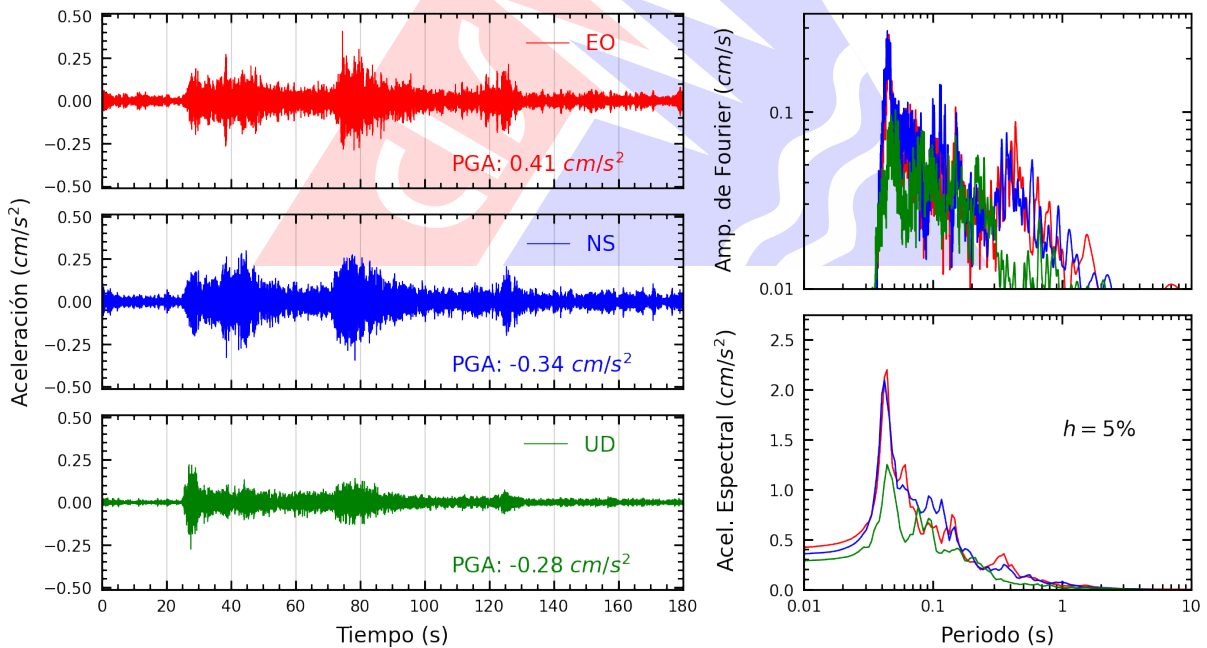 Aceleración (cm/s²)
0.50
0.25
0.00
−0.25
−0.50
EO
PGA: 0.41 cm/s²
0.50
0.25
0.00
−0.25
−0.50
NS
PGA: -0.34 cm/s²
0.50
0.25
0.00
−0.25
−0.50
UD
PGA: -0.28 cm/s²
0 20 40 60 80 100 120 140 160 180
Tiempo (s)
Amp. de Fourier (cm/s)
0.1
0.01
Acel. Espectral (cm/s²)
2.5
2.0
1.5
1.0
0.5
0.0
h = 5%
0.01 0.1 1 10
Periodo (s)